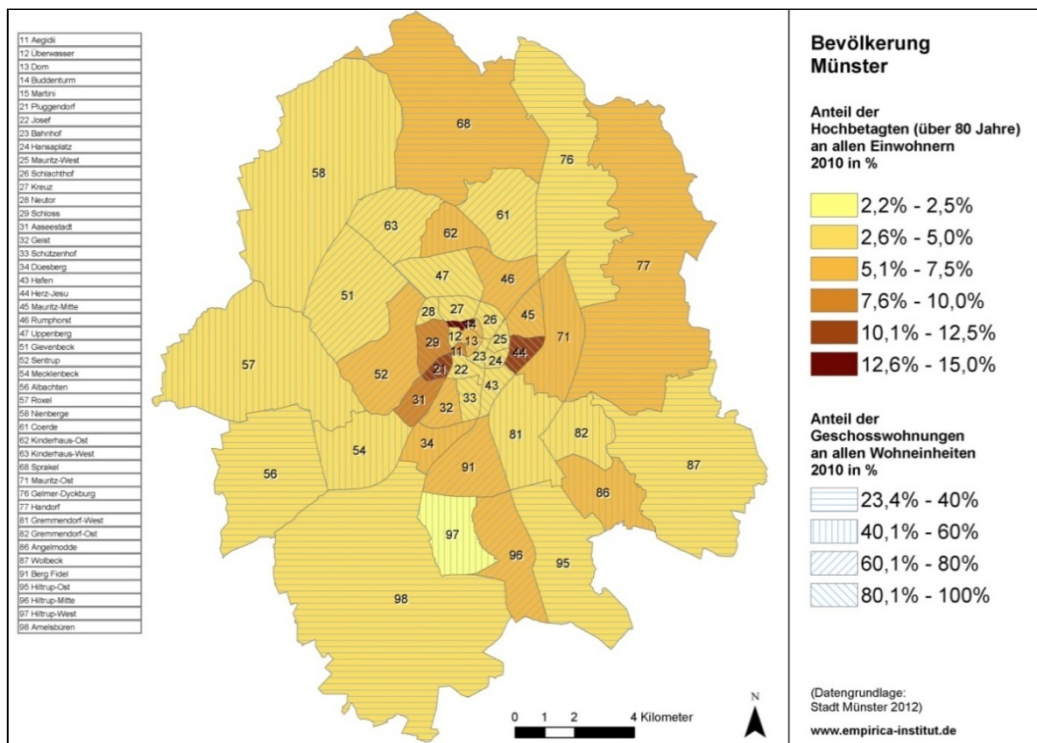 11 Aegidii
12 Überwasser
13 Dom
14 Buddenturm
15 Martini
21 Pluggendorf
22 Josef
23 Bahnhof
24 Hansaplatz
25 Mauritz-West
26 Schlachthof
27 Kreuz
28 Neutor
29 Schloss
31 Aaseestadt
32 Geist
33 Schützenhof
34 Düesberg
43 Hafen
44 Herz-Jesu
45 Mauritz-Mitte
46 Rumphorst
47 Uppenberg
51 Gievenbeck
52 Sentrup
54 Mecklenbeck
56 Albachten
57 Roxel
58 Nienberge
61 Coerde
62 Kinderhaus-Ost
63 Kinderhaus-West
68 Sprakel
71 Mauritz-Ost
76 Gelmer-Dyckburg
77 Handorf
81 Gremmendorf-West
82 Gremmendorf-Ost
86 Angelmodde
87 Wolbeck
91 Berg Fidel
95 Hiltrup-Ost
96 Hiltrup-Mitte
97 Hiltrup-West
98 Amelsbüren
68
76
58
61
63
62
77
46
47
51
28
27
26
45
71
14
12
13
25
29
11
23
24
44
57
52
21
22
43
31
32
33
34
81
82
54
56
91
87
86
97
96
95
98
N
0 1 2 4 Kilometer
Bevölkerung
Münster
Anteil der
Hochbetagten (über 80 Jahre)
an allen Einwohnern
2010 in %
2,2% - 2,5%
2,6% - 5,0%
5,1% - 7,5%
7,6% - 10,0%
10,1% - 12,5%
12,6% - 15,0%
Anteil der
Geschosswohnungen
an allen Wohneinheiten
2010 in %
23,4% - 40%
40,1% - 60%
60,1% - 80%
80,1% - 100%
(Datengrundlage:
Stadt Münster 2012)
www.empirica-institut.de